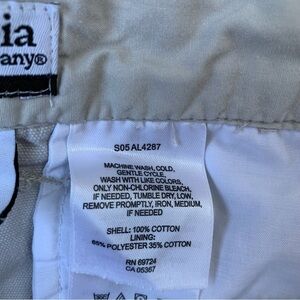 ia
any®
S05 AL4287
MACHINE WASH, COLD,
GENTLE CYCLE,
WASH WITH LIKE COLORS,
ONLY NON-CHLORINE BLEACH,
IF NEEDED, TUMBLE DRY, LOW,
REMOVE PROMPTLY, IRON, MEDIUM,
IF NEEDED
SHELL: 100% COTTON
LINING:
65% POLYESTER 35% COTTON
RN 69724
CA 05367